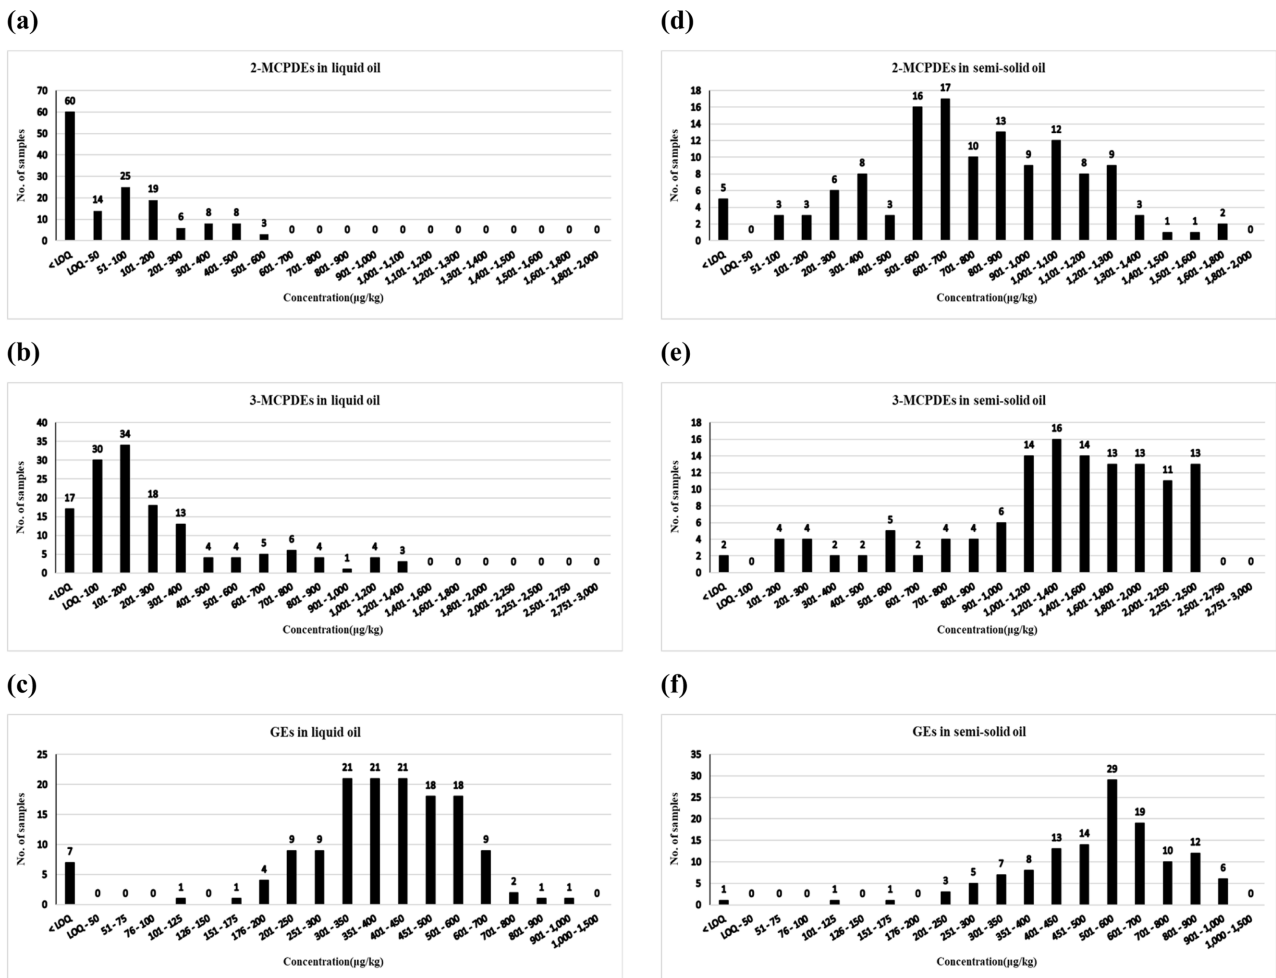 (a)
2-MCPDEs in liquid oil
No. of samples
70
60
50
40
30
20
10
0
60 14 25 19 6 8 8 3 0 0 0 0 0 0 0 0 0 0 0 0
< LOQ LOQ - 50 51 - 100 101 - 200 201 - 300 301 - 400 401 - 500 501 - 600 601 - 700 701 - 800 801 - 900 901 - 1,000 1,001 - 1,100 1,101 - 1,200 1,201 - 1,300 1,301 - 1,400 1,401 - 1,500 1,501 - 1,600 1,601 - 1,800 1,801 - 2,000
Concentration(µg/kg)
(d)
2-MCPDEs in semi-solid oil
No. of samples
18
16
14
12
10
8
6
4
2
0
5 0 3 3 6 8 3 16 17 10 13 9 12 8 9 3 1 1 2 0
< LOQ LOQ - 50 51 - 100 101 - 200 201 - 300 301 - 400 401 - 500 501 - 600 601 - 700 701 - 800 801 - 900 901 - 1,000 1,001 - 1,100 1,101 - 1,200 1,201 - 1,300 1,301 - 1,400 1,401 - 1,500 1,501 - 1,600 1,601 - 1,800 1,801 - 2,000
Concentration(µg/kg)
(b)
3-MCPDEs in liquid oil
No. of samples
40
35
30
25
20
15
10
5
0
17 30 34 18 13 4 4 5 6 4 1 4 3 0 0 0 0 0 0 0
< LOQ LOQ - 100 101 - 200 201 - 300 301 - 400 401 - 500 501 - 600 601 - 700 701 - 800 801 - 900 901 - 1,000 1,001 - 1,200 1,201 - 1,400 1,401 - 1,600 1,601 - 1,800 1,801 - 2,000 2,001 - 2,250 2,251 - 2,500 2,501 - 2,750 2,751 - 3,000
Concentration(µg/kg)
(e)
3-MCPDEs in semi-solid oil
No. of samples
18
16
14
12
10
8
6
4
2
0
2 0 4 4 2 2 5 2 4 4 6 14 16 14 13 13 11 13 0 0
< LOQ LOQ - 100 101 - 200 201 - 300 301 - 400 401 - 500 501 - 600 601 - 700 701 - 800 801 - 900 901 - 1,000 1,001 - 1,200 1,201 - 1,400 1,401 - 1,600 1,601 - 1,800 1,801 - 2,000 2,001 - 2,250 2,251 - 2,500 2,501 - 2,750 2,751 - 3,000
Concentration(µg/kg)
(c)
GEs in liquid oil
No. of samples
25
20
15
10
5
0
7 0 0 0 1 0 1 4 9 9 21 21 21 18 18 9 2 1 1 0
< LOQ LOQ - 50 51 - 75 76 - 100 101 - 125 126 - 150 151 - 175 176 - 200 201 - 250 251 - 300 301 - 350 351 - 400 401 - 450 451 - 500 501 - 600 601 - 700 701 - 800 801 - 900 901 - 1,000 1,000 - 1,500
Concentration(µg/kg)
(f)
GEs in semi-solid oil
No. of samples
35
30
25
20
15
10
5
0
1 0 0 0 1 0 1 0 3 5 7 8 13 14 29 19 10 12 6 0
< LOQ LOQ - 50 51 - 75 76 - 100 101 - 125 126 - 150 151 - 175 176 - 200 201 - 250 251 - 300 301 - 350 351 - 400 401 - 450 451 - 500 501 - 600 601 - 700 701 - 800 801 - 900 901 - 1,000 1,000 - 1,500
Concentration(µg/kg)